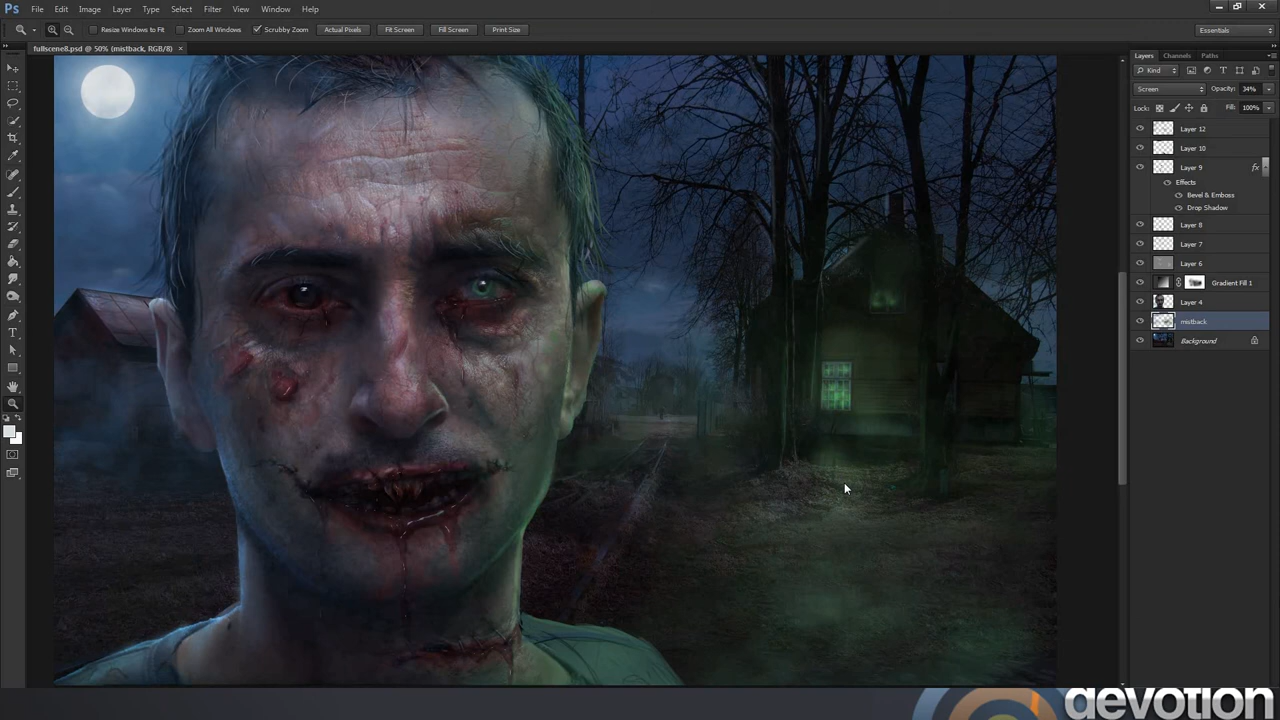 Ps File Edit Image Layer Type Select Filter View Window Help
Resize Windows to Fit Zoom All Windows Scrubby Zoom Actual Pixels Fit Screen Fill Screen Print Size Essentials
fullscene8.psd @ 50% (mistback, RGB/8) ×
Layers Channels Paths
Kind
Screen Opacity: 34%
Lock: Fill: 100%
Layer 12
Layer 10
Layer 9 fx
Effects
Bevel & Emboss
Drop Shadow
Layer 8
Layer 7
Layer 6
Gradient Fill 1
Layer 4
mistback
Background
devotion